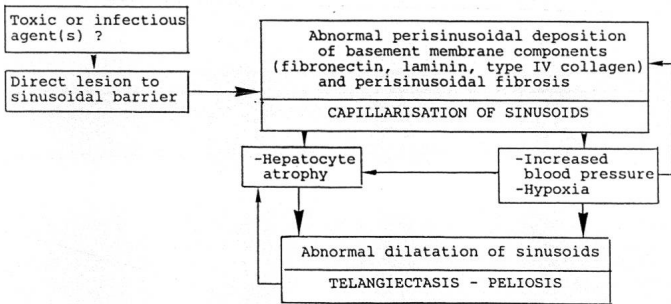 Toxic or infectious
agent(s) ?
Direct lesion to
sinusoidal barrier
Abnormal perisinusoidal deposition
of basement membrane components
(fibronectin, laminin, type IV collagen)
and perisinusoidal fibrosis
CAPILLARISATION OF SINUSOIDS
-Hepatocyte
atrophy
-Increased
blood pressure
-Hypoxia
Abnormal dilatation of sinusoids
TELANGIECTASIS - PELIOSIS